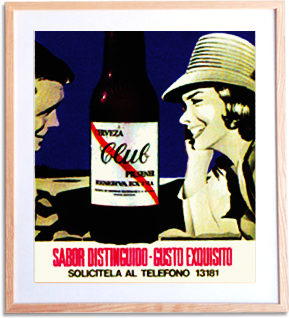 CERVEZA
Club
PILSENER
RESERVA EXTRA
SABOR DISTINGUIDO - GUSTO EXQUISITO
SOLICITELA AL TELEFONO 13181